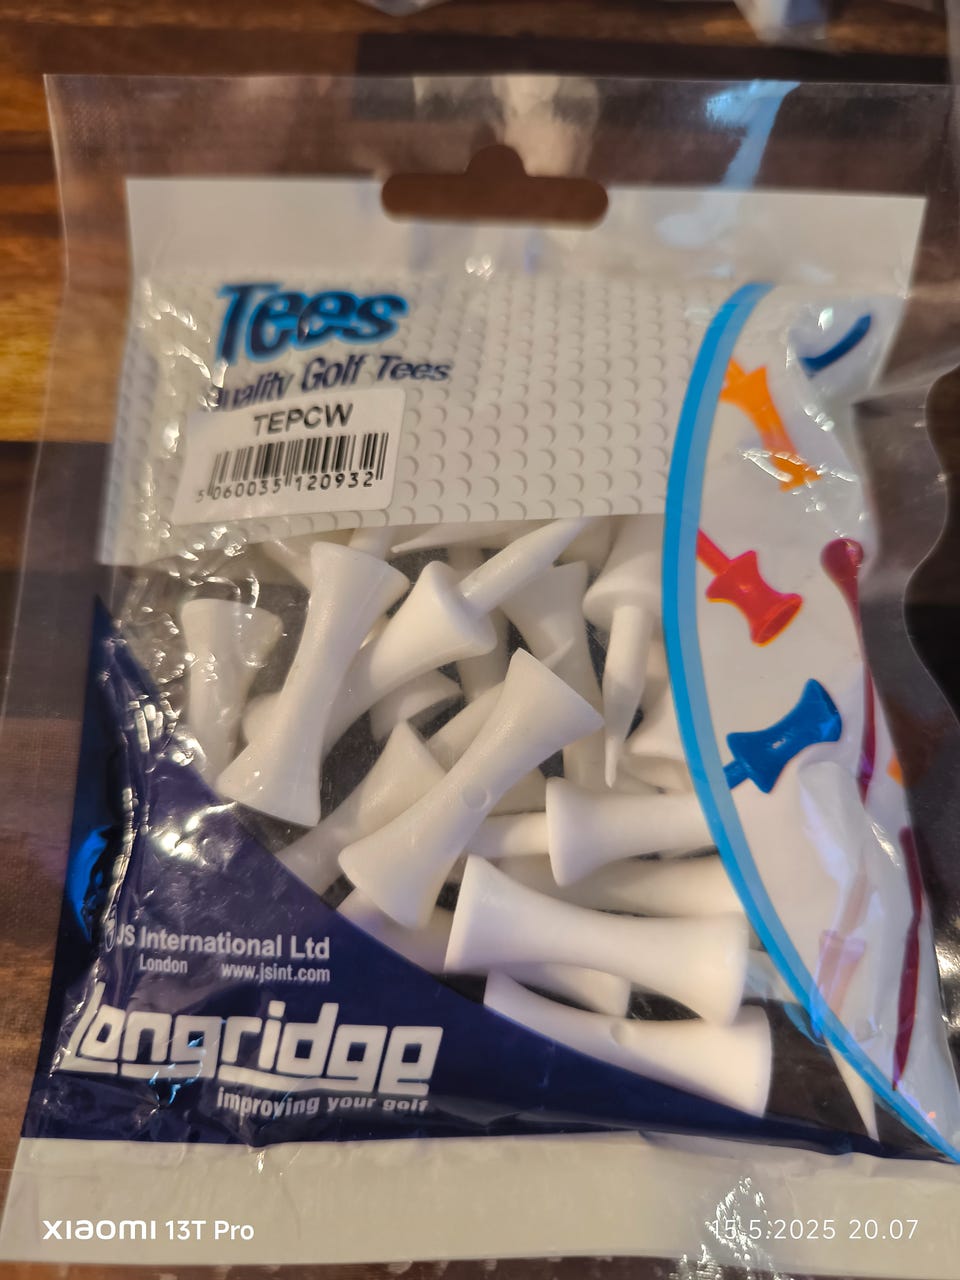 Tees
Quality Golf Tees
TEPCW
5 060035 120932
JS International Ltd
London www.jsint.com
Longridge
improving your golf
XIAOMI 13T Pro
15.5.2025 20.07